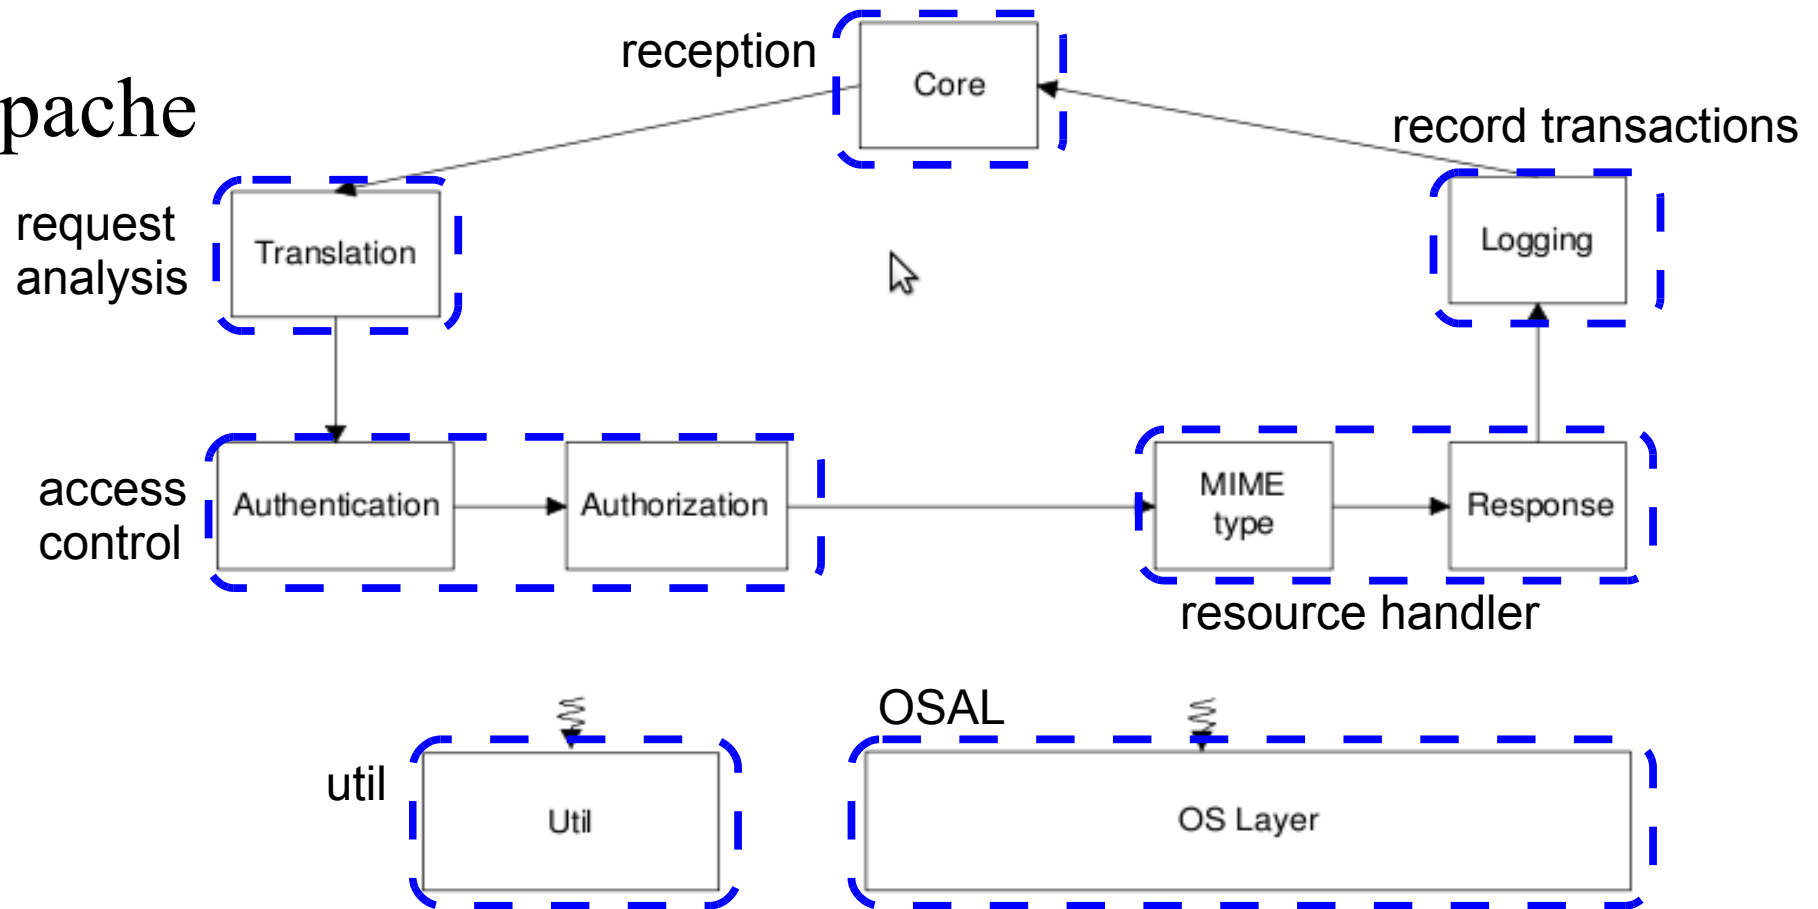 reception
Core
pache
record transactions
request
analysis
Translation
Logging
access
control
Authentication
Authorization
MIME
type
Response
resource handler
OSAL
util
Util
OS Layer